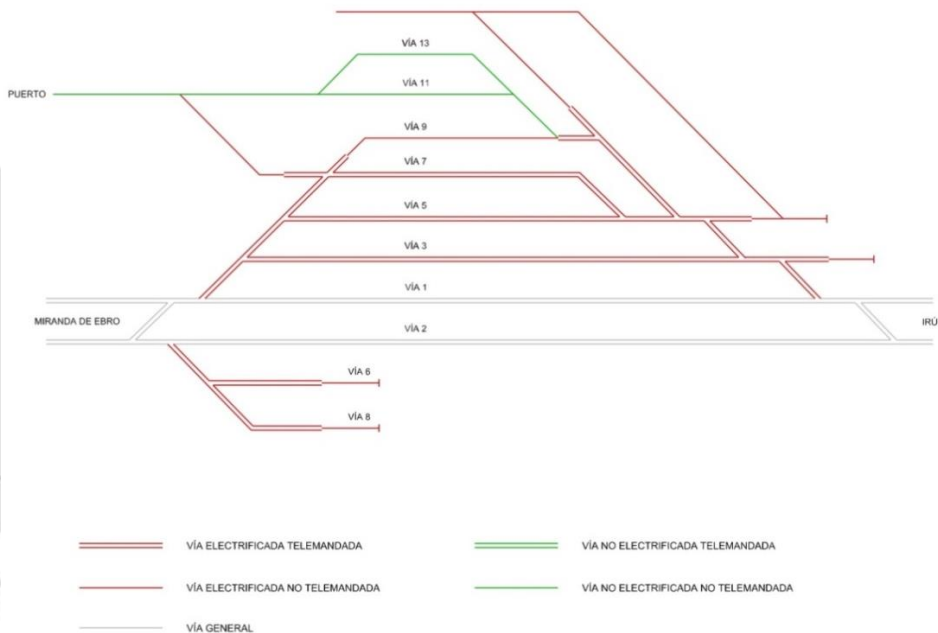 VÍA 13
PUERTO
VÍA 11
VÍA 9
VÍA 7
VÍA 5
VÍA 3
VÍA 1
MIRANDA DE EBRO
IRÚ
VÍA 2
VÍA 6
VÍA 8
VÍA ELECTRIFICADA TELEMANDADA
VÍA NO ELECTRIFICADA TELEMANDADA
VÍA ELECTRIFICADA NO TELEMANDADA
VÍA NO ELECTRIFICADA NO TELEMANDADA
VÍA GENERAL